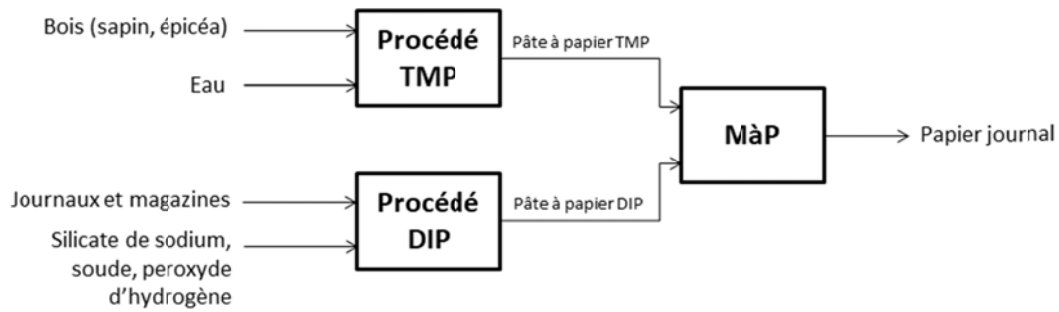 Bois (sapin, épicéa)
Eau
Procédé
TMP
Pâte à papier TMP
Journaux et magazines
Silicate de sodium,
soude, peroxyde
d'hydrogène
Procédé
DIP
Pâte à papier DIP
MàP
Papier journal